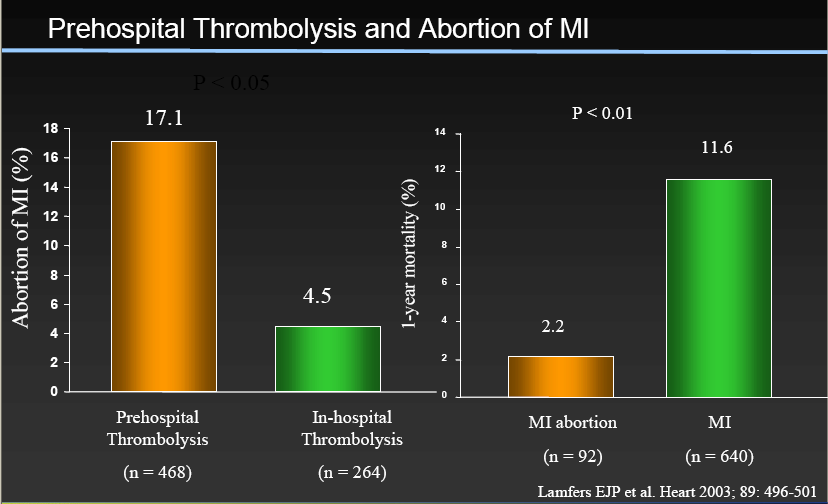 Prehospital Thrombolysis and Abortion of MI
P < 0.05
Abortion of MI (%)
18
16
14
12
10
8
6
4
2
0
17.1
4.5
Prehospital
Thrombolysis
(n = 468)
In-hospital
Thrombolysis
(n = 264)
P < 0.01
1-year mortality (%)
14
12
10
8
6
4
2
0
2.2
11.6
MI abortion
(n = 92)
MI
(n = 640)
Lamfers EJP et al. Heart 2003; 89: 496-501